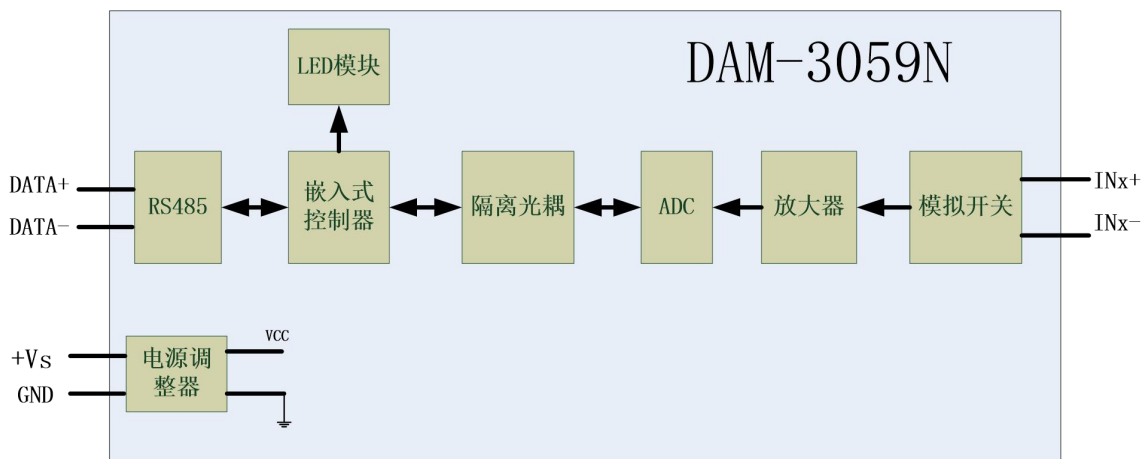 DAM-3059N
LED模块
DATA+
DATA-
RS485
嵌入式
控制器
隔离光耦
ADC
放大器
模拟开关
INx+
INx-
+Vs
GND
电源调
整器
VCC